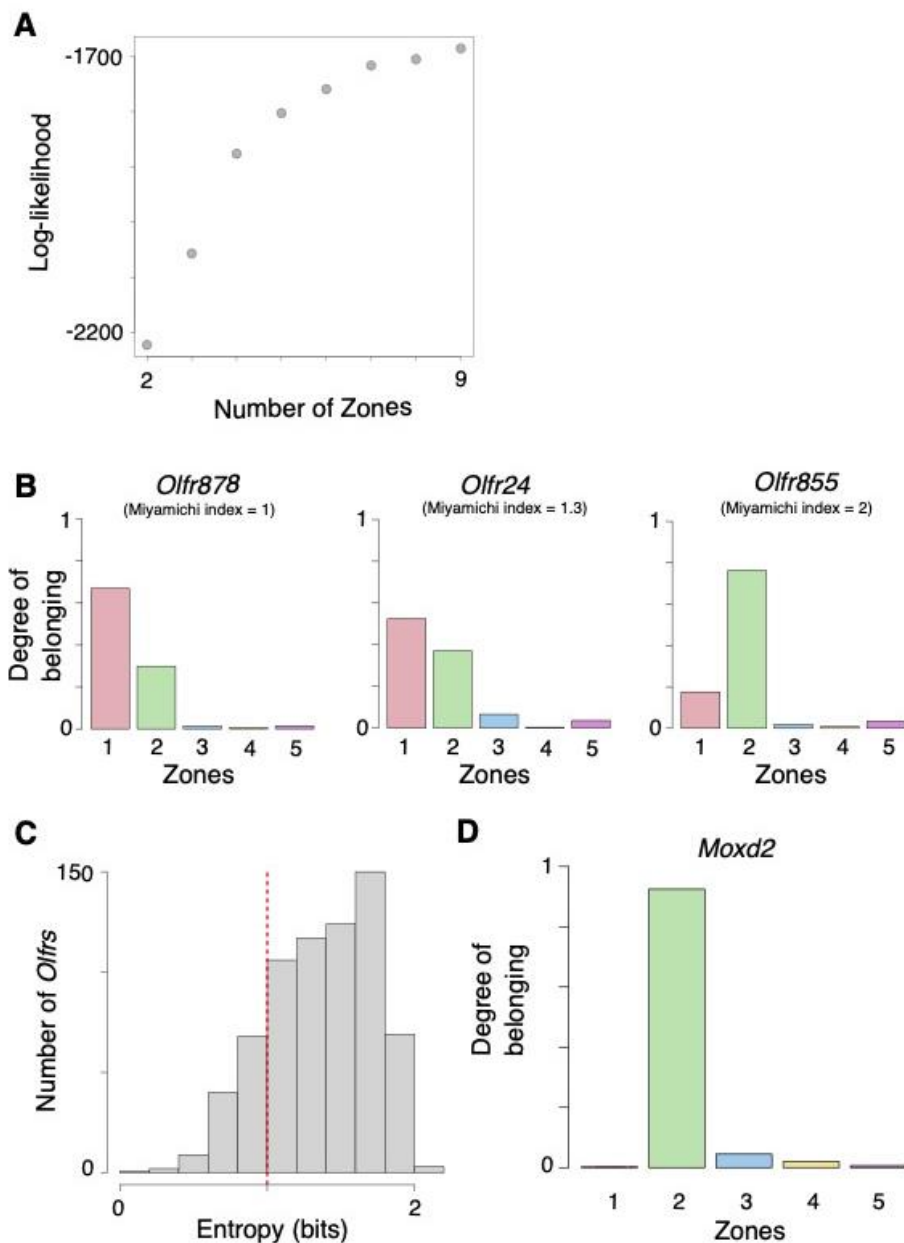 A
-1700
Log-likelihood
-2200
2
9
Number of Zones
B
Olfr878
(Miyamichi index = 1)
1
Degree of
belonging
0
1 2 3 4 5
Zones
Olfr24
(Miyamichi index = 1.3)
1
0
1 2 3 4 5
Zones
Olfr855
(Miyamichi index = 2)
1
0
1 2 3 4 5
Zones
C
150
Number of Olfrs
0
0
2
Entropy (bits)
D
Moxd2
1
Degree of
belonging
0
1 2 3 4 5
Zones